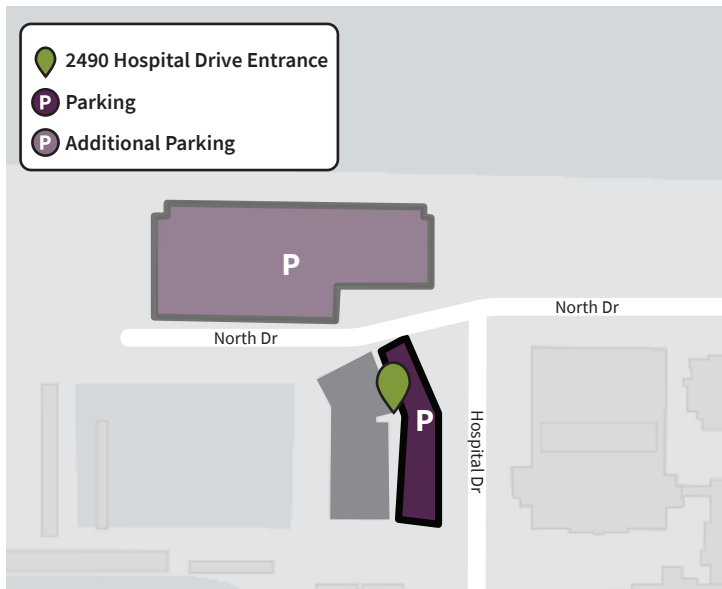 2490 Hospital Drive Entrance
P Parking
P Additional Parking
P
North Dr
North Dr
P
Hospital Dr